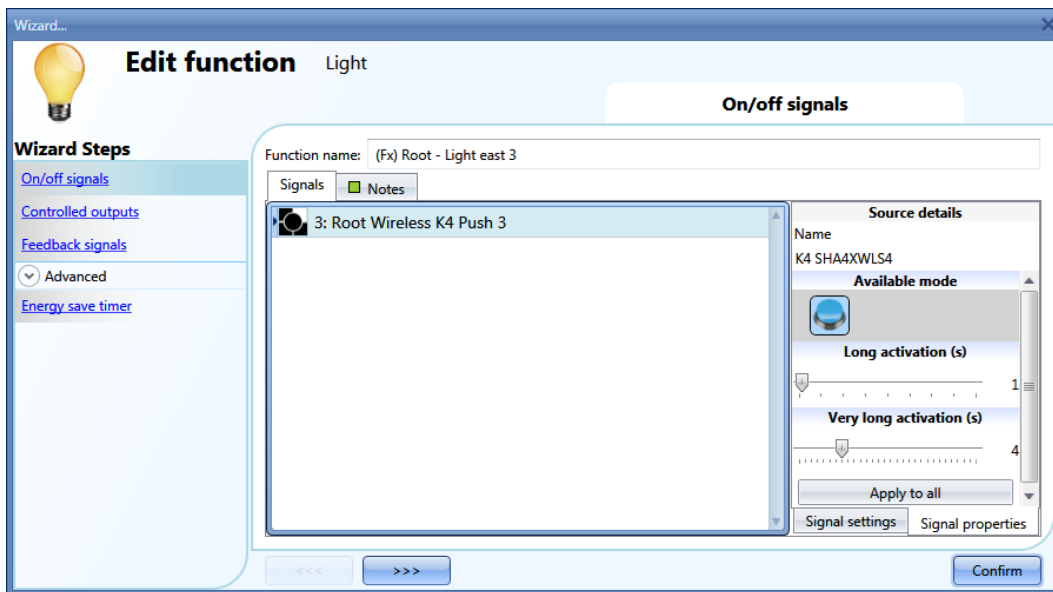 Wizard...
Edit function Light
On/off signals
Wizard Steps
On/off signals
Controlled outputs
Feedback signals
Advanced
Energy save timer
Function name: (Fx) Root - Light east 3
Signals Notes
3: Root Wireless K4 Push 3
Source details
Name
K4 SHA4XWLS4
Available mode
Long activation (s)
1
Very long activation (s)
4
Apply to all
Signal settings Signal properties
<<< >>> Confirm